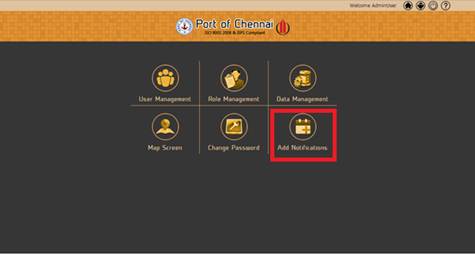 Welcome AdminUser
Port of Chennai
ISO 9001 2008 & ISPS Compliant
User Management
Role Management
Data Management
Map Screen
Change Password
Add Notifications